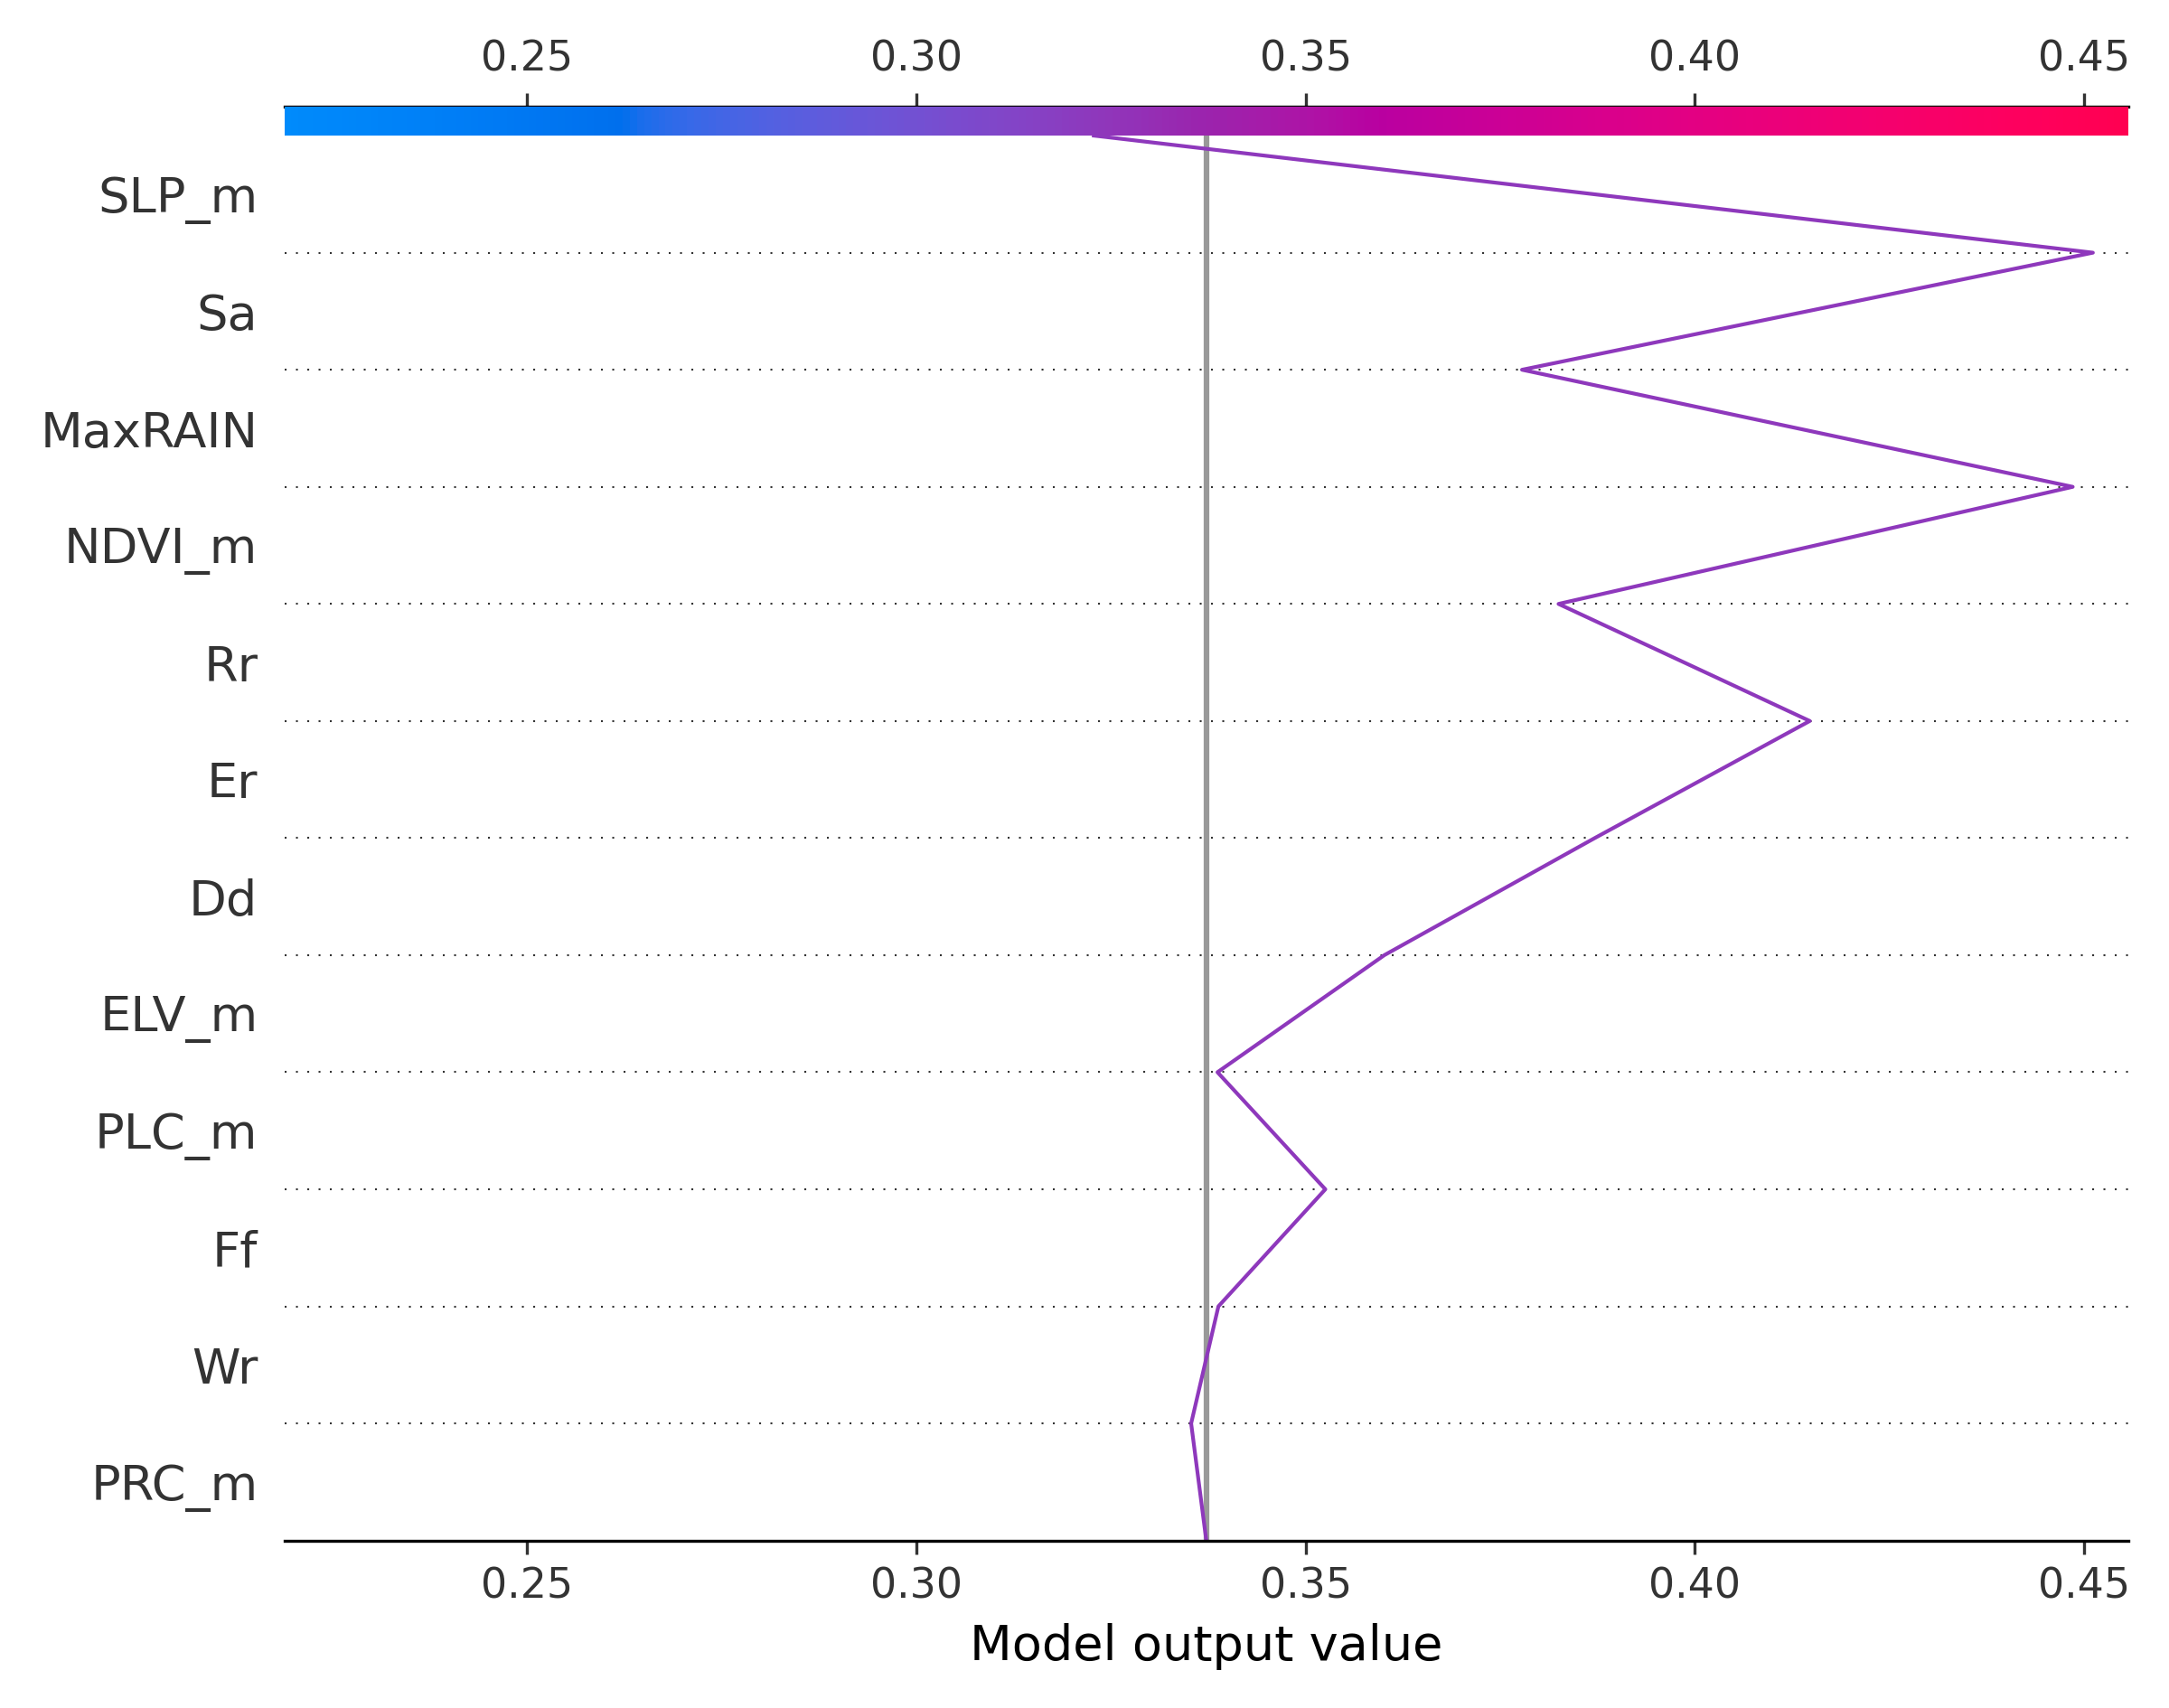 0.25 0.30 0.35 0.40 0.45
SLP_m
Sa
MaxRAIN
NDVI_m
Rr
Er
Dd
ELV_m
PLC_m
Ff
Wr
PRC_m
0.25 0.30 0.35 0.40 0.45
Model output value